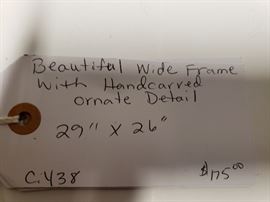 Beautiful Wide Frame
With Handcarved
ornate Detail
29" x 26"
C.438 $175.00